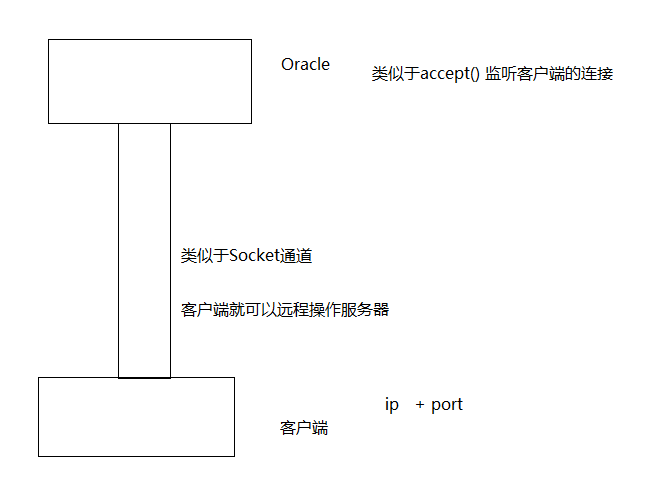 Oracle
类似于accept() 监听客户端的连接
类似于Socket通道
客户端就可以远程操作服务器
ip + port
客户端